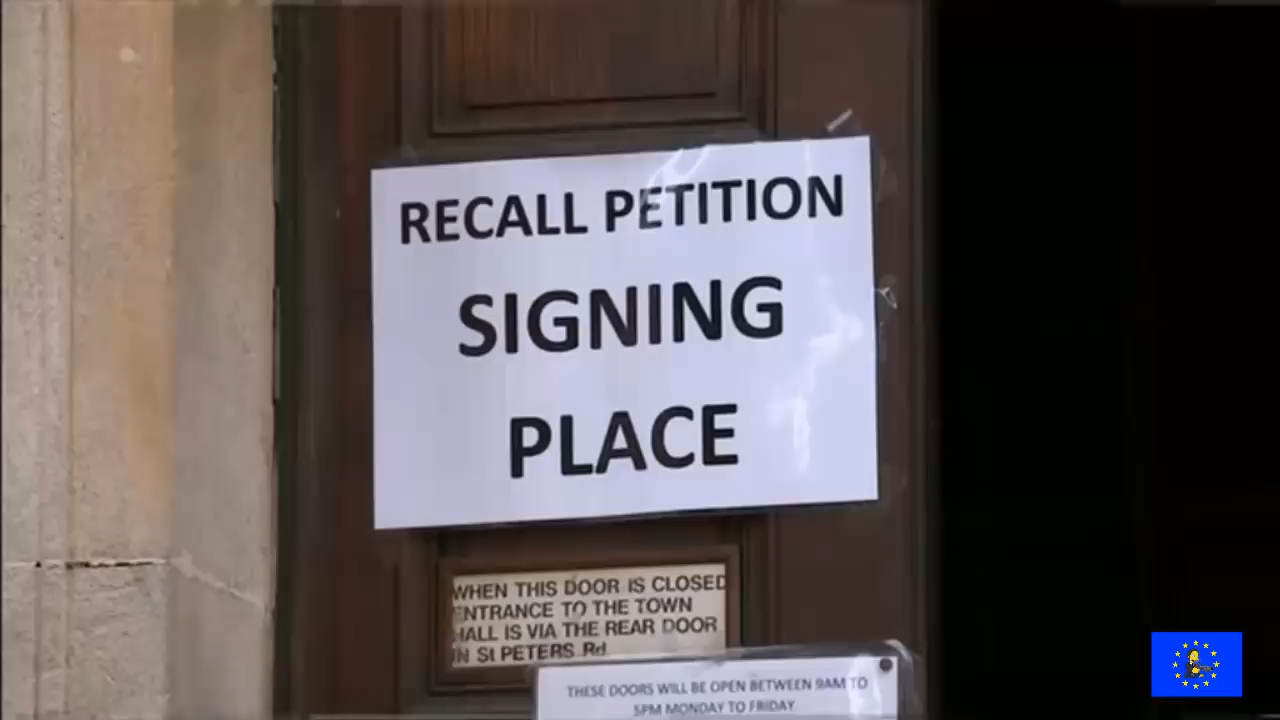 RECALL PETITION
SIGNING
PLACE
WHEN THIS DOOR IS CLOSED
ENTRANCE TO THE TOWN
HALL IS VIA THE REAR DOOR
IN St PETERS Rd.
THESE DOORS WILL BE OPEN BETWEEN 9AM TO
5PM MONDAY TO FRIDAY